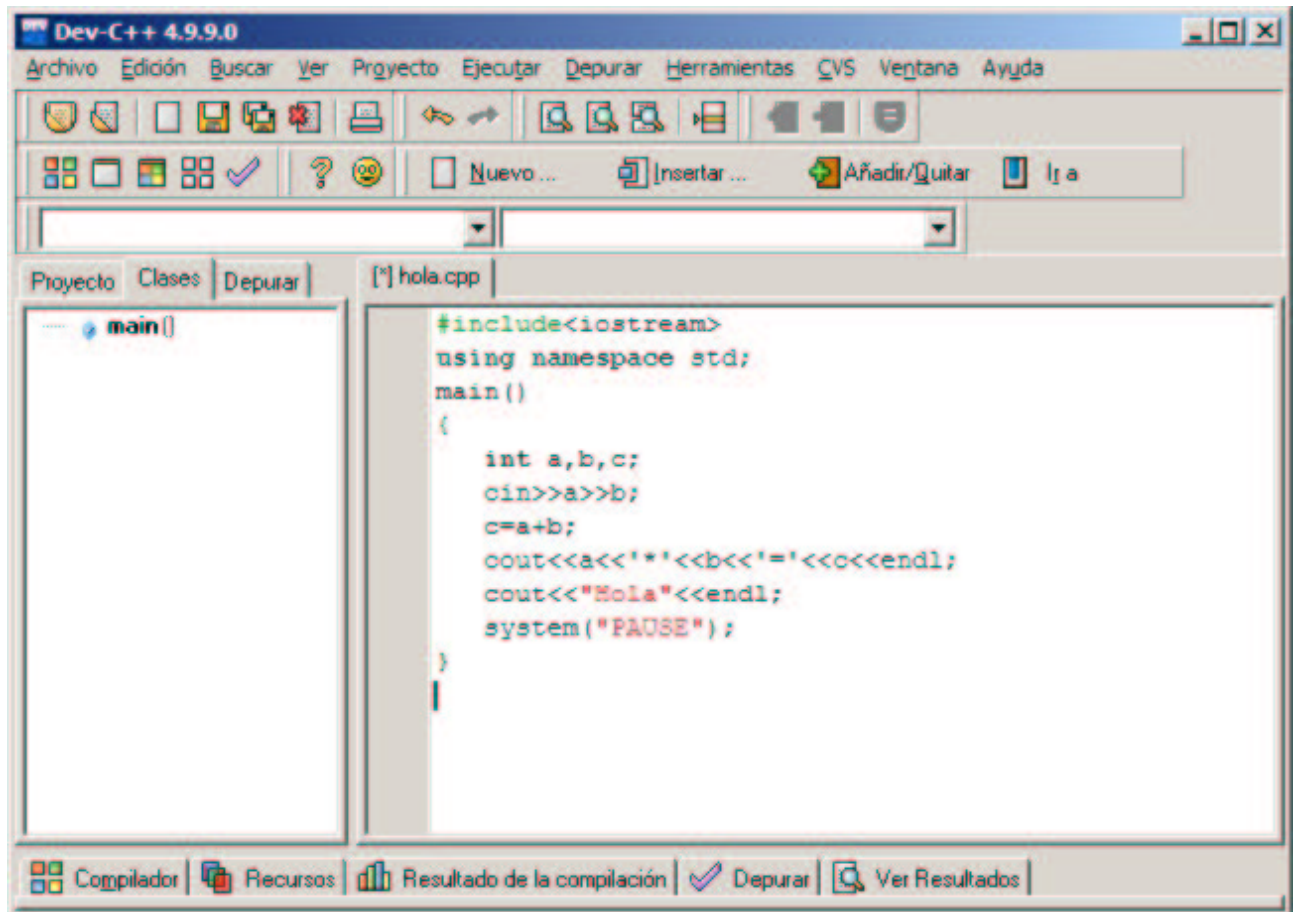 Dev-C++ 4.9.9.0
Archivo Edición Buscar Ver Proyecto Ejecutar Depurar Herramientas CVS Ventana Ayuda
Nuevo ... Insertar ... Añadir/Quitar Ir a
Proyecto Clases Depurar [*] hola.cpp
main()
#include<iostream>
using namespace std;
main()
{
int a,b,c;
cin>>a>>b;
c=a+b;
cout<<a<<'*'<<b<<'='<<c<<endl;
cout<<"Hola"<<endl;
system("PAUSE");
}
Compilador Recursos Resultado de la compilación Depurar Ver Resultados